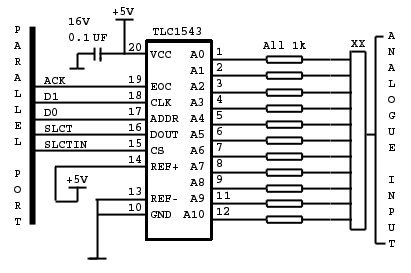 +5V
16V
0.1UF
TLC1543
20 VCC A0 1 All 1k XX
A1 2
ACK 19 EOC A2 3
D1 18 CLK A3 4
D0 17 ADDR A4 5
SLCT 16 DOUT A5 6
SLCTIN 15 CS A6 7
14 REF+ A7 8
+5V A8 9
13 REF- A9 11
10 GND A10 12
PARALLEL PORT
ANALOGUE INPUT